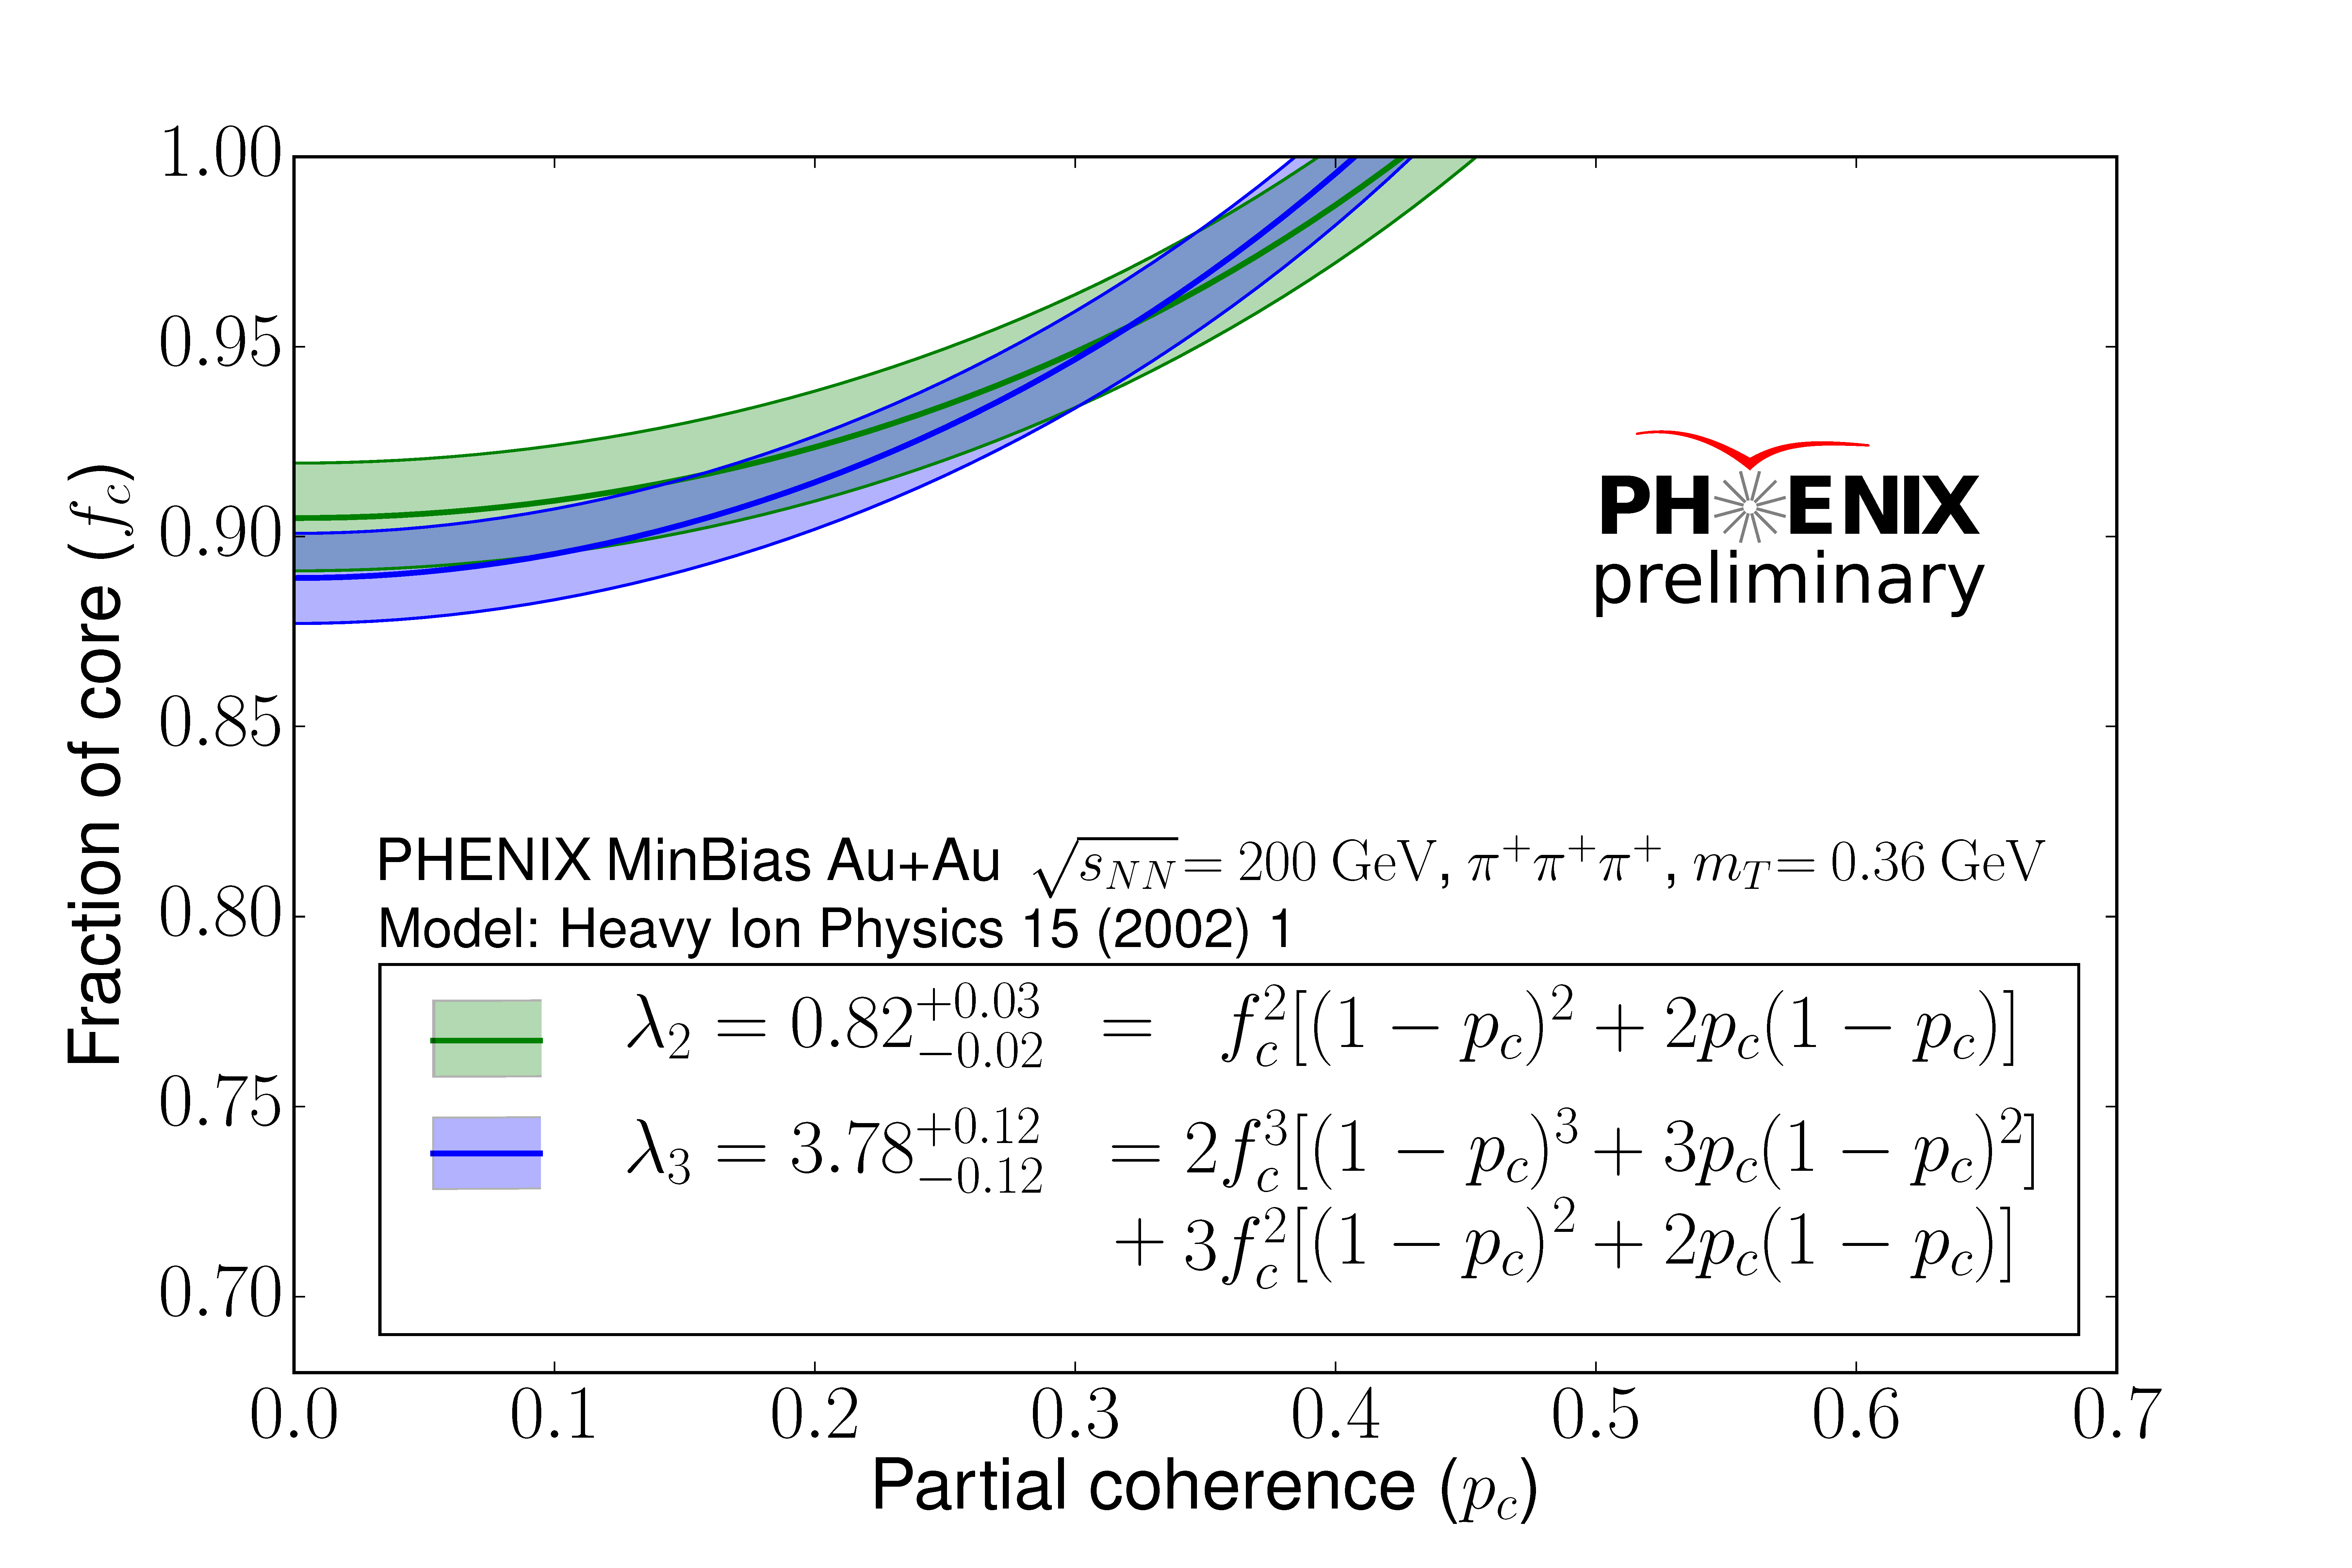 1.00
0.95
0.90
0.85
0.80
0.75
0.70
Fraction of core (f_c)
PHENIX
preliminary
PHENIX MinBias Au+Au √s_NN = 200 GeV, π⁺π⁺π⁺, m_T = 0.36 GeV
Model: Heavy Ion Physics 15 (2002) 1
λ₂ = 0.82 +0.03 −0.02 = f_c²[(1 − p_c)² + 2p_c(1 − p_c)]
λ₃ = 3.78 +0.12 −0.12 = 2f_c³[(1 − p_c)³ + 3p_c(1 − p_c)²]
+ 3f_c²[(1 − p_c)² + 2p_c(1 − p_c)]
0.0 0.1 0.2 0.3 0.4 0.5 0.6 0.7
Partial coherence (p_c)